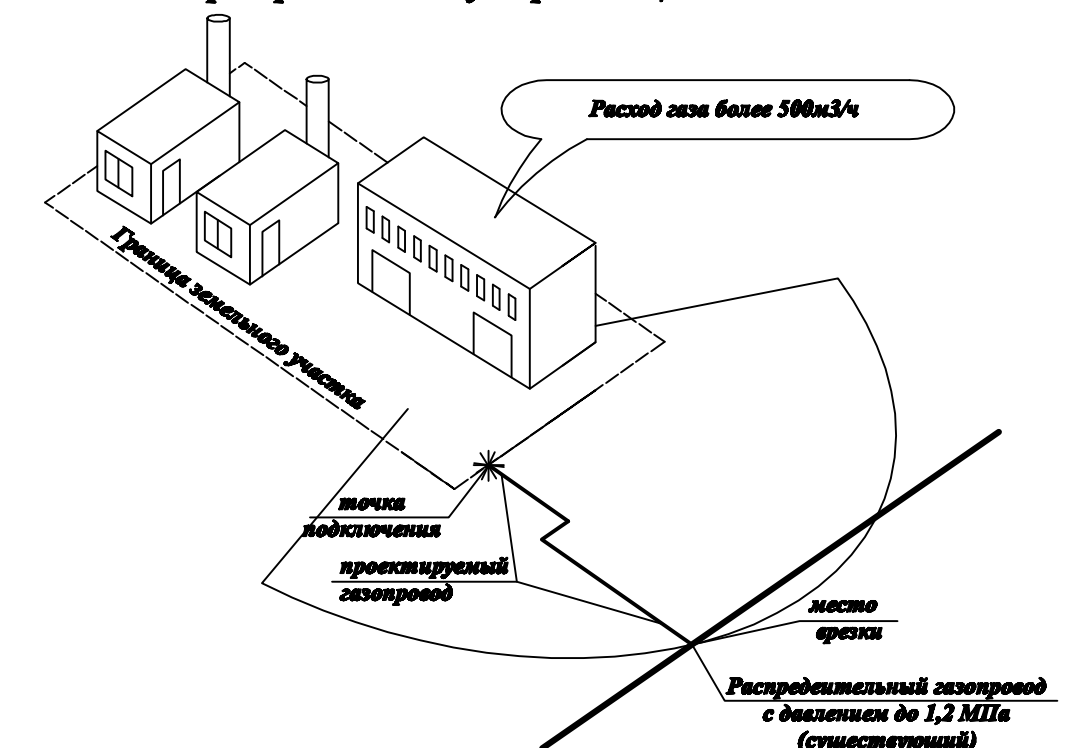 Расход газа более 500м3/ч
Граница земельного участка
точка
подключения
проектируемый
газопровод
место
врезки
Распредеительный газопровод
с давлением до 1,2 МПа
(существующий)